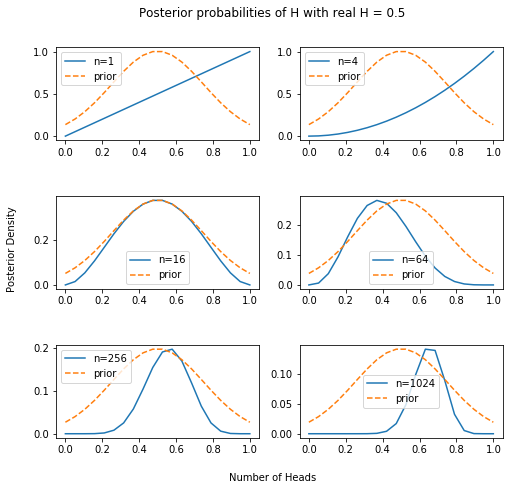 Posterior probabilities of H with real H = 0.5
1.0
0.5
0.0
n=1
prior
0.0 0.2 0.4 0.6 0.8 1.0
1.0
0.5
0.0
n=4
prior
0.0 0.2 0.4 0.6 0.8 1.0
Posterior Density
0.2
0.0
n=16
prior
0.0 0.2 0.4 0.6 0.8 1.0
0.2
0.1
0.0
n=64
prior
0.0 0.2 0.4 0.6 0.8 1.0
0.2
0.1
0.0
n=256
prior
0.0 0.2 0.4 0.6 0.8 1.0
0.10
0.05
0.00
n=1024
prior
0.0 0.2 0.4 0.6 0.8 1.0
Number of Heads